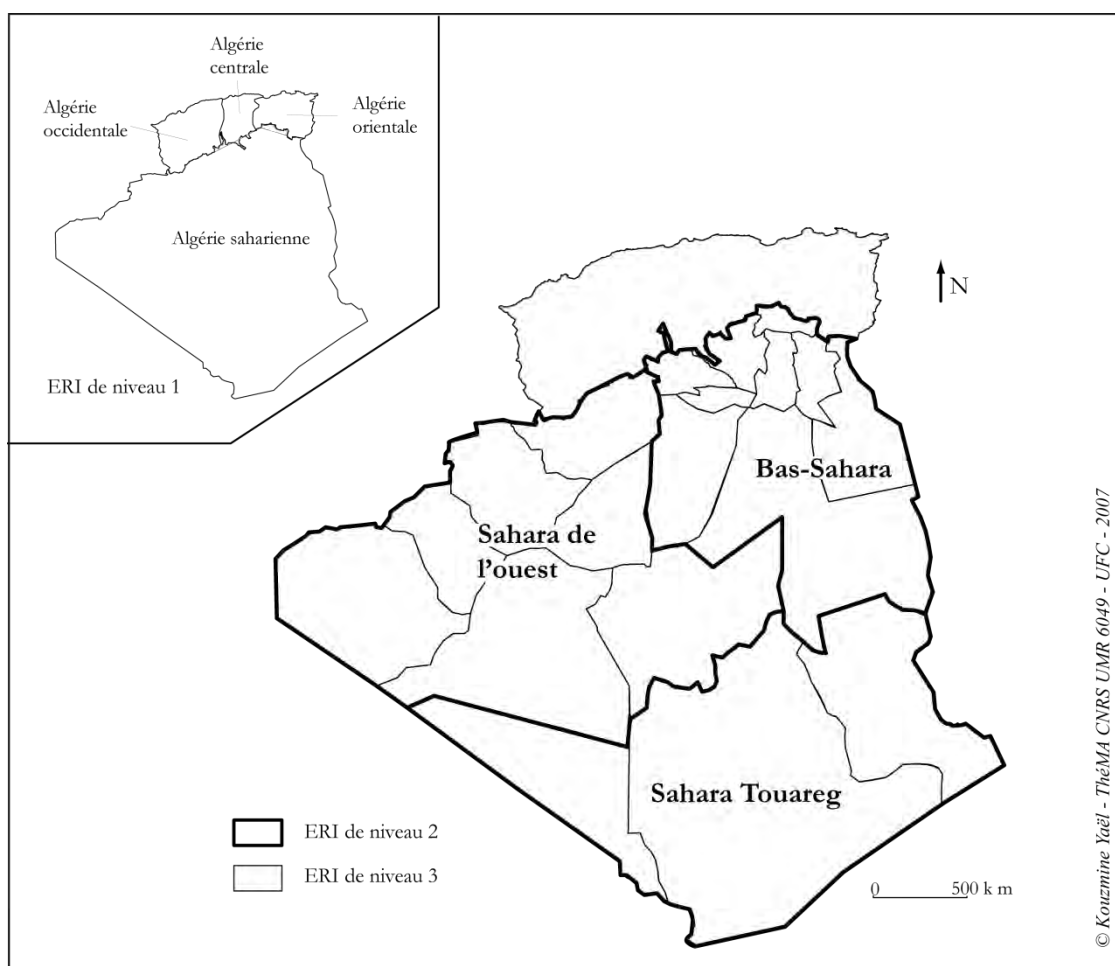 Algérie
centrale
Algérie
occidentale
Algérie
orientale
Algérie saharienne
ERI de niveau 1
N
Bas-Sahara
Sahara de
l'ouest
Sahara Touareg
ERI de niveau 2
ERI de niveau 3
0 500 k m
© Kouzmine Yaël - ThéMA CNRS UMR 6049 - UFC - 2007